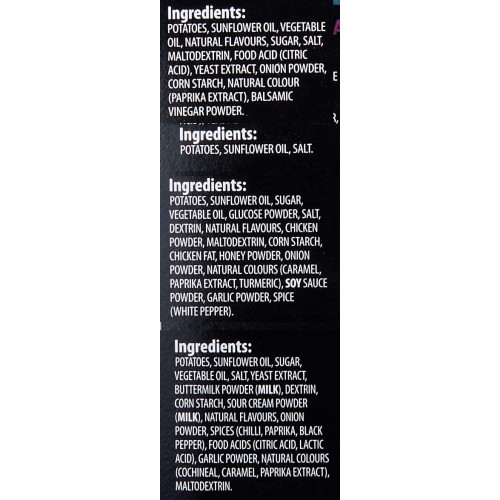 Ingredients:
POTATOES, SUNFLOWER OIL, VEGETABLE
OIL, NATURAL FLAVOURS, SUGAR, SALT,
MALTODEXTRIN, FOOD ACID (CITRIC
ACID), YEAST EXTRACT, ONION POWDER,
CORN STARCH, NATURAL COLOUR
(PAPRIKA EXTRACT), BALSAMIC
VINEGAR POWDER.
Ingredients:
POTATOES, SUNFLOWER OIL, SALT.
Ingredients:
POTATOES, SUNFLOWER OIL, SUGAR,
VEGETABLE OIL, GLUCOSE POWDER, SALT,
DEXTRIN, NATURAL FLAVOURS, CHICKEN
POWDER, MALTODEXTRIN, CORN STARCH,
CHICKEN FAT, HONEY POWDER, ONION
POWDER, NATURAL COLOURS (CARAMEL,
PAPRIKA EXTRACT, TURMERIC), SOY SAUCE
POWDER, GARLIC POWDER, SPICE
(WHITE PEPPER).
Ingredients:
POTATOES, SUNFLOWER OIL, SUGAR,
VEGETABLE OIL, SALT, YEAST EXTRACT,
BUTTERMILK POWDER (MILK), DEXTRIN,
CORN STARCH, SOUR CREAM POWDER
(MILK), NATURAL FLAVOURS, ONION
POWDER, SPICES (CHILLI, PAPRIKA, BLACK
PEPPER), FOOD ACIDS (CITRIC ACID, LACTIC
ACID), GARLIC POWDER, NATURAL COLOURS
(COCHINEAL, CARAMEL, PAPRIKA EXTRACT),
MALTODEXTRIN.